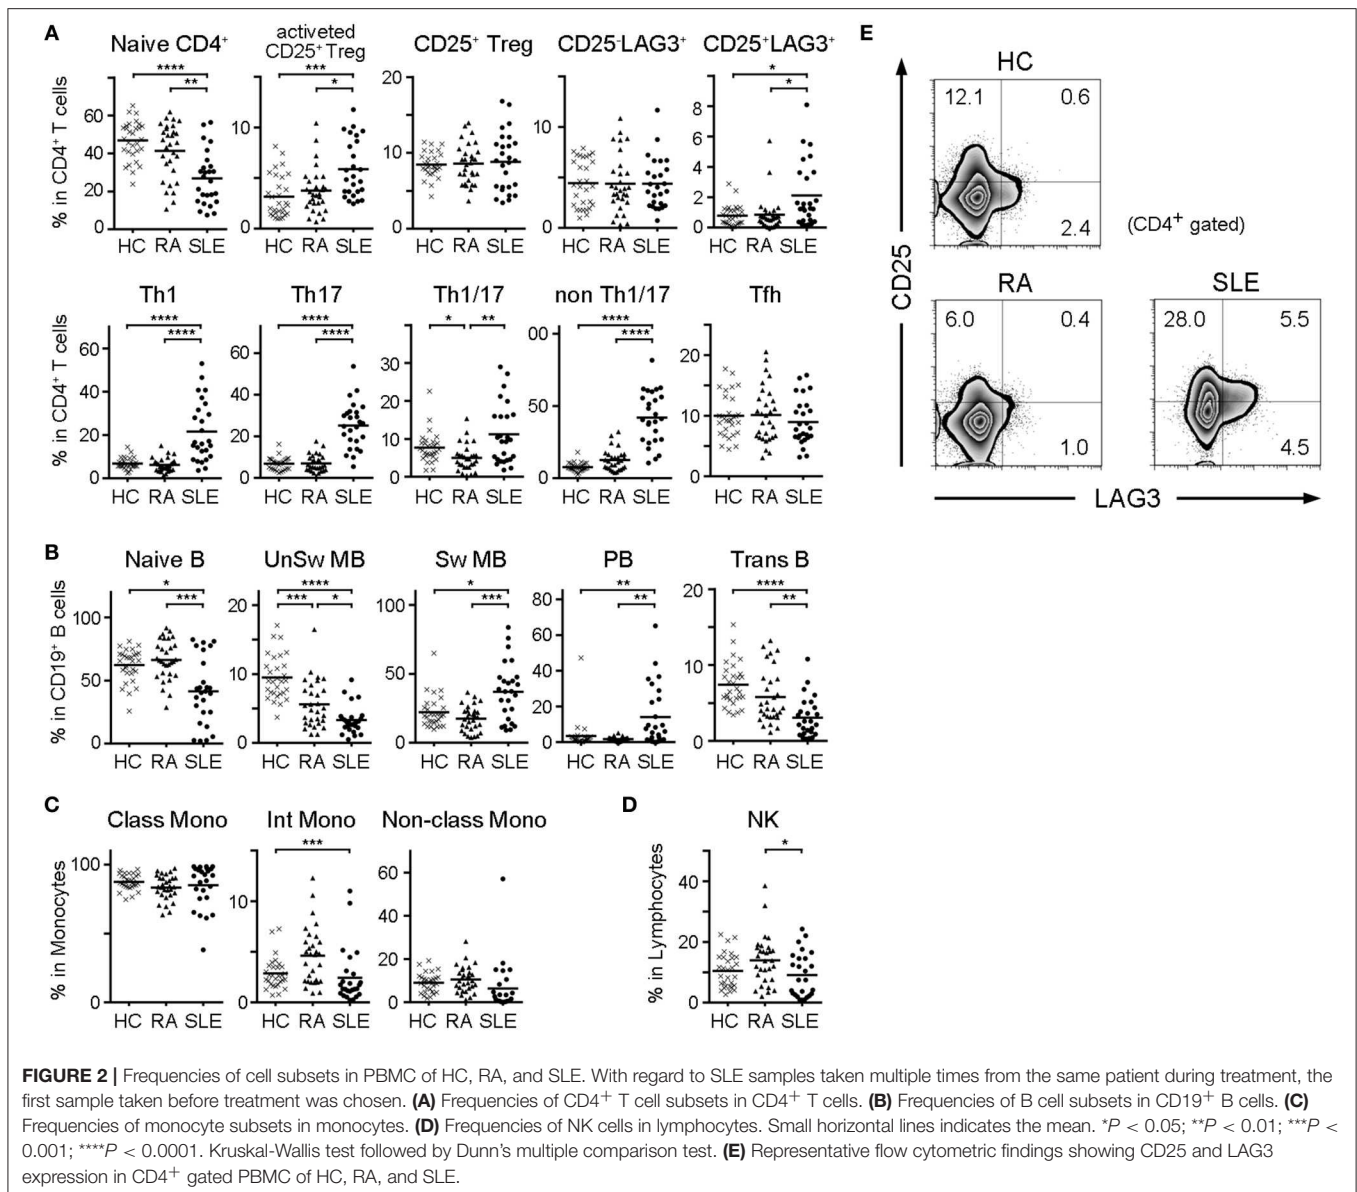 A
Naive CD4⁺
activeted
CD25⁺ Treg
CD25⁺ Treg
CD25⁻LAG3⁺
CD25⁺LAG3⁺
% in CD4⁺ T cells
****
**
60
40
20
0
HC RA SLE
***
*
10
0
HC RA SLE
20
15
10
5
0
HC RA SLE
10
0
HC RA SLE
*
*
8
6
4
2
0
HC RA SLE
Th1
Th17
Th1/17
non Th1/17
Tfh
% in CD4⁺ T cells
****
****
60
40
20
0
HC RA SLE
****
****
60
40
20
0
HC RA SLE
*
**
30
20
10
0
HC RA SLE
****
****
00
50
0
HC RA SLE
20
15
10
5
0
HC RA SLE
B
Naive B
UnSw MB
Sw MB
PB
Trans B
% in CD19⁺ B cells
*
***
100
50
0
HC RA SLE
****
***
*
20
10
0
HC RA SLE
*
***
100
50
0
HC RA SLE
**
**
80
60
40
20
0
HC RA SLE
****
**
20
10
0
HC RA SLE
C
Class Mono
Int Mono
Non-class Mono
% in Monocytes
100
50
0
HC RA SLE
***
10
0
HC RA SLE
60
40
20
0
HC RA SLE
D
NK
% in Lymphocytes
*
40
20
0
HC RA SLE
E
HC
12.1
0.6
2.4
(CD4⁺ gated)
CD25
RA
6.0
0.4
1.0
SLE
28.0
5.5
4.5
LAG3
FIGURE 2 | Frequencies of cell subsets in PBMC of HC, RA, and SLE. With regard to SLE samples taken multiple times from the same patient during treatment, the
first sample taken before treatment was chosen. (A) Frequencies of CD4⁺ T cell subsets in CD4⁺ T cells. (B) Frequencies of B cell subsets in CD19⁺ B cells. (C)
Frequencies of monocyte subsets in monocytes. (D) Frequencies of NK cells in lymphocytes. Small horizontal lines indicates the mean. *P < 0.05; **P < 0.01; ***P <
0.001; ****P < 0.0001. Kruskal-Wallis test followed by Dunn's multiple comparison test. (E) Representative flow cytometric findings showing CD25 and LAG3
expression in CD4⁺ gated PBMC of HC, RA, and SLE.